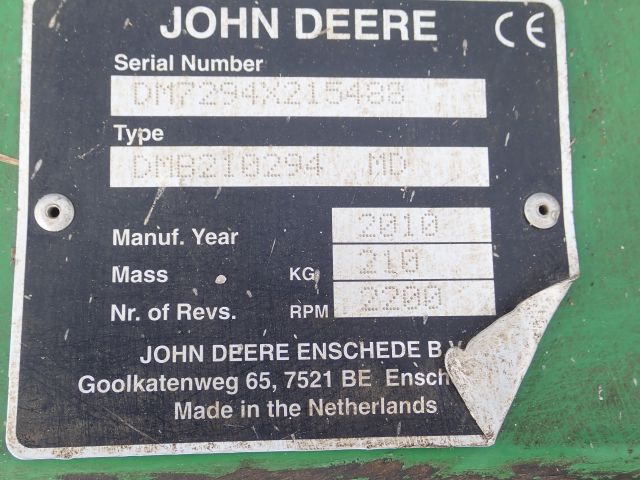 JOHN DEERE CE
Serial Number
DM7294X215488
Type
DMB210294 MD
Manuf. Year 2010
Mass KG 210
Nr. of Revs. RPM 2200
JOHN DEERE ENSCHEDE B.V.
Goolkatenweg 65, 7521 BE Ensch
Made in the Netherlands